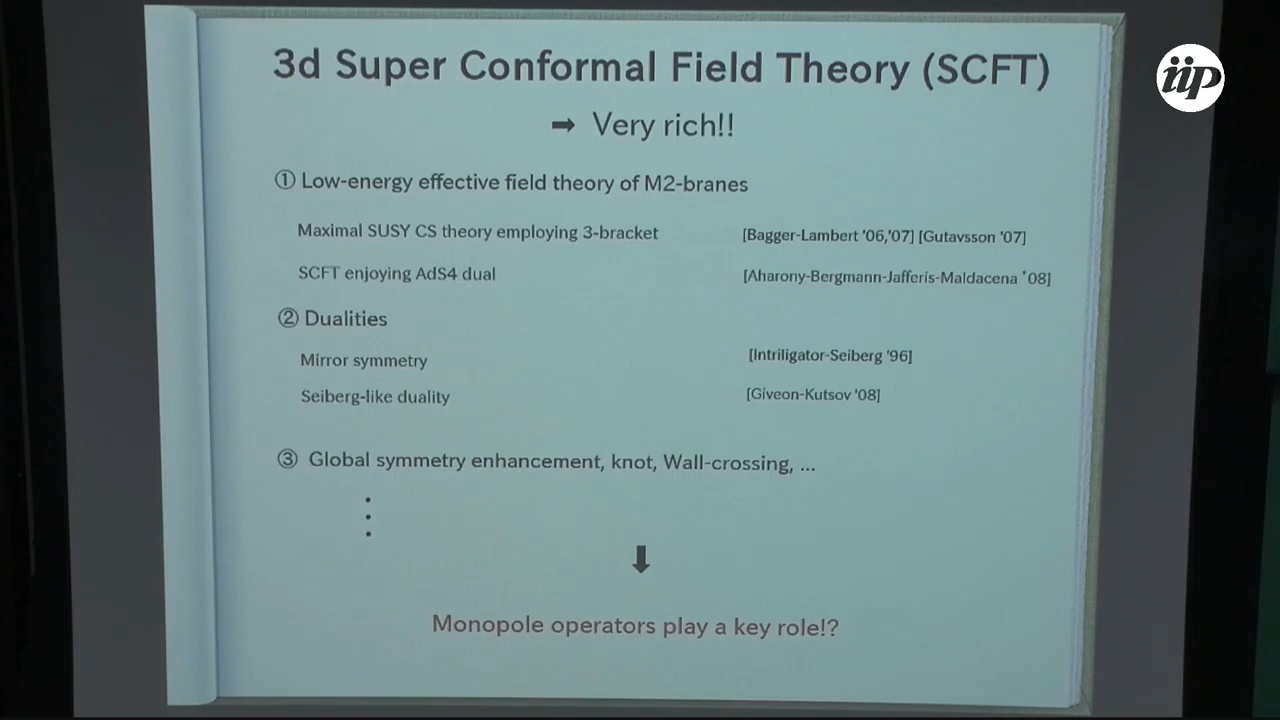 3d Super Conformal Field Theory (SCFT)
iip
➡ Very rich!!
① Low-energy effective field theory of M2-branes
Maximal SUSY CS theory employing 3-bracket [Bagger-Lambert '06,'07] [Gutavsson '07]
SCFT enjoying AdS4 dual [Aharony-Bergmann-Jafferis-Maldacena '08]
② Dualities
Mirror symmetry [Intriligator-Seiberg '96]
Seiberg-like duality [Giveon-Kutsov '08]
③ Global symmetry enhancement, knot, Wall-crossing, ...
Monopole operators play a key role!?